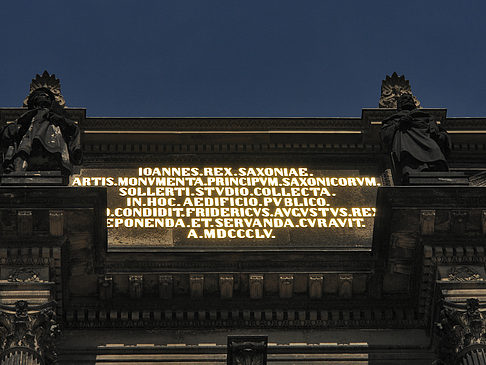 IOANNES.REX.SAXONIAE.
ARTIS.MONVMENTA.PRINCIPVM.SAXONICORVM.
SOLLERTI.STVDIO.COLLECTA.
IN.HOC.AEDIFICIO.PVBLICO
CONDIDIT.FRIDERICVS.AVGVSTVS.REX
EPONENDA.ET.SERVANDA.CVRAVIT.
A.MDCCCLV.